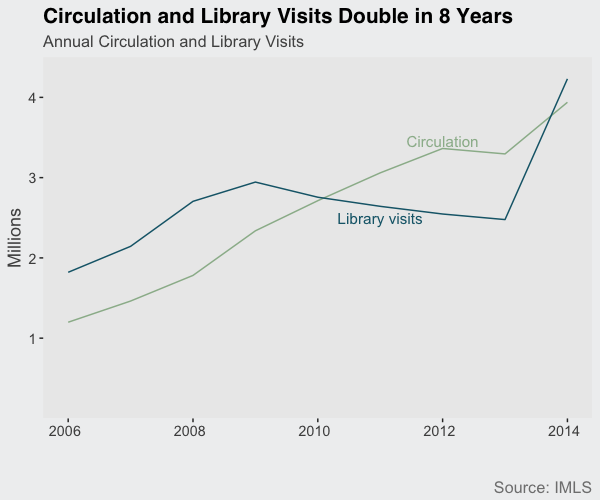 Circulation and Library Visits Double in 8 Years
Annual Circulation and Library Visits
4
Circulation
3
Library visits
Millions
2
1
2006 2008 2010 2012 2014
Source: IMLS